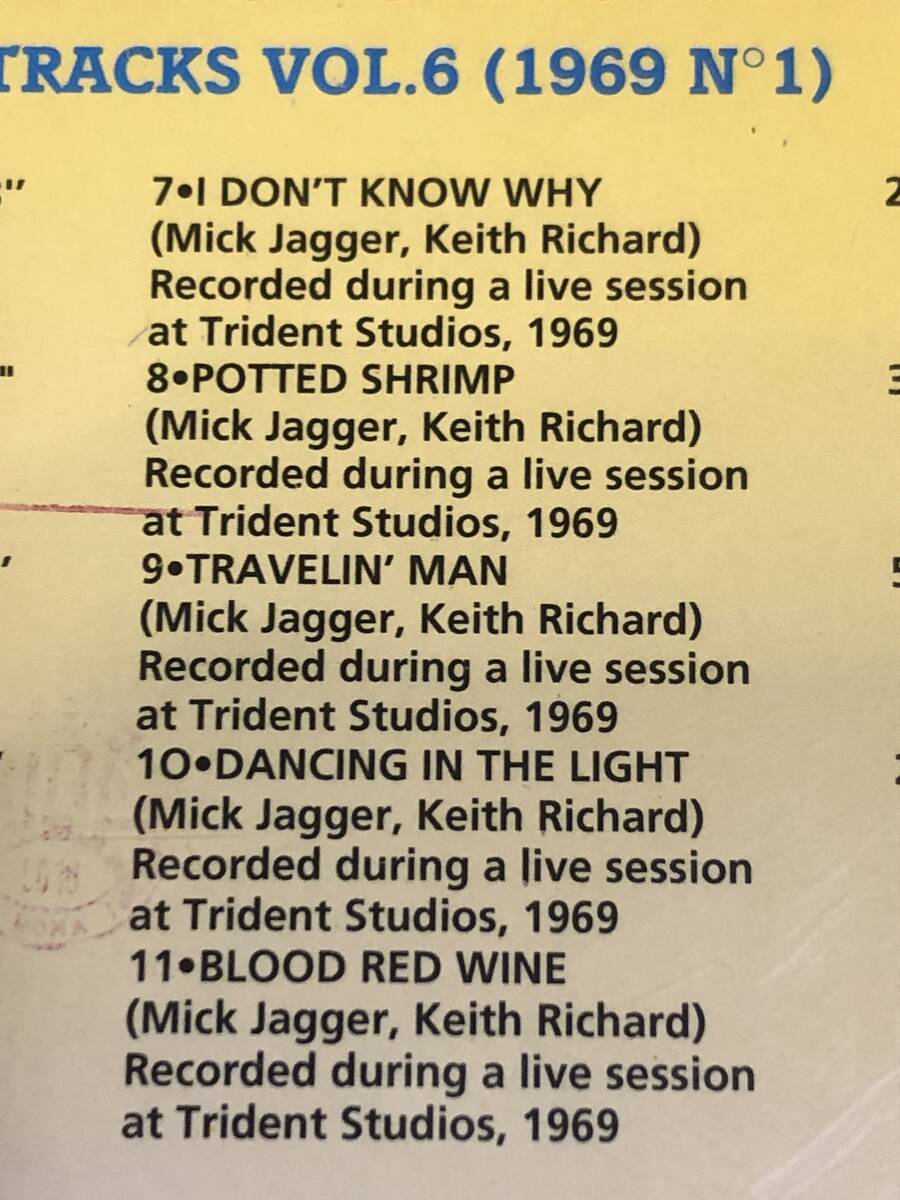 TRACKS VOL.6 (1969 N°1)
7•I DON'T KNOW WHY
(Mick Jagger, Keith Richard)
Recorded during a live session
at Trident Studios, 1969
8•POTTED SHRIMP
(Mick Jagger, Keith Richard)
Recorded during a live session
at Trident Studios, 1969
9•TRAVELIN' MAN
(Mick Jagger, Keith Richard)
Recorded during a live session
at Trident Studios, 1969
10•DANCING IN THE LIGHT
(Mick Jagger, Keith Richard)
Recorded during a live session
at Trident Studios, 1969
11•BLOOD RED WINE
(Mick Jagger, Keith Richard)
Recorded during a live session
at Trident Studios, 1969